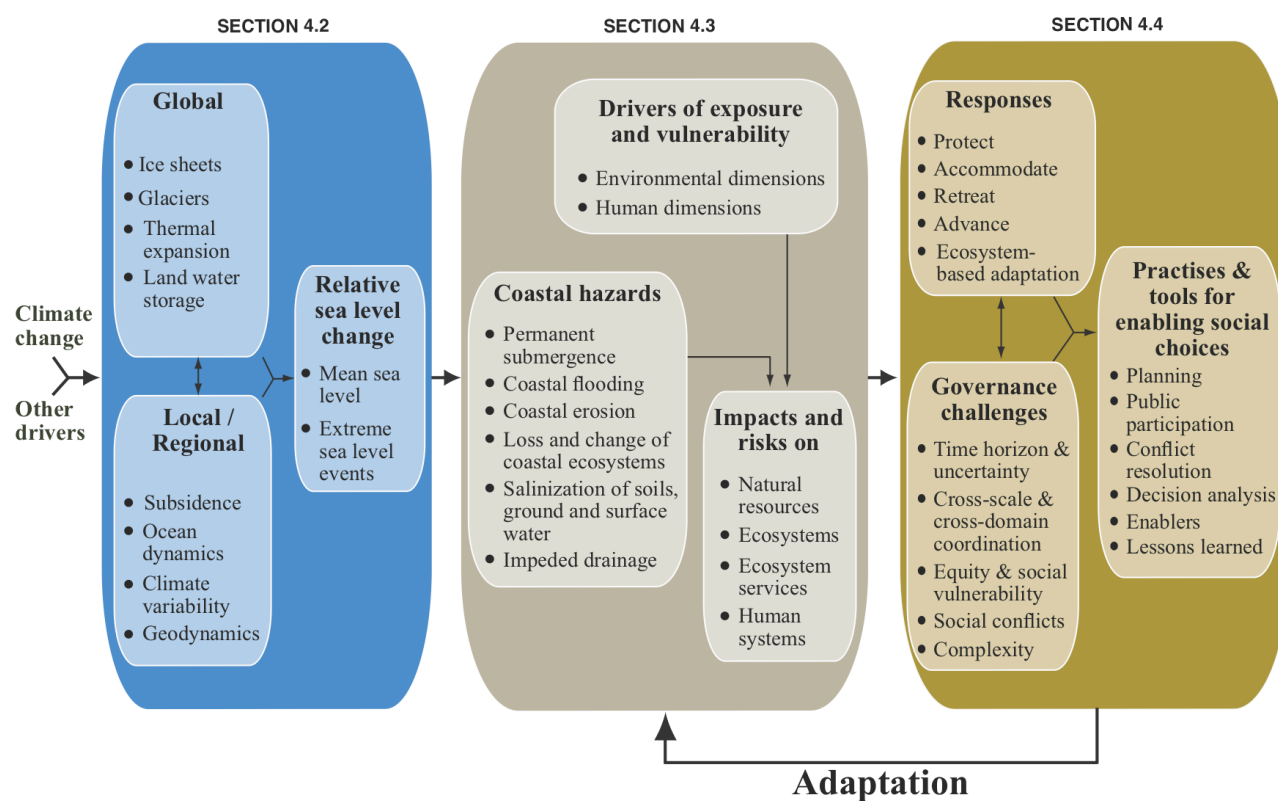 SECTION 4.2
Global
• Ice sheets
• Glaciers
• Thermal
expansion
• Land water
storage
Climate
change
Other
drivers
Local /
Regional
• Subsidence
• Ocean
dynamics
• Climate
variability
• Geodynamics
Relative
sea level
change
• Mean sea
level
• Extreme
sea level
events
SECTION 4.3
Drivers of exposure
and vulnerability
• Environmental dimensions
• Human dimensions
Coastal hazards
• Permanent
submergence
• Coastal flooding
• Coastal erosion
• Loss and change of
coastal ecosystems
• Salinization of soils,
ground and surface
water
• Impeded drainage
Impacts and
risks on
• Natural
resources
• Ecosystems
• Ecosystem
services
• Human
systems
SECTION 4.4
Responses
• Protect
• Accommodate
• Retreat
• Advance
• Ecosystem-
based adaptation
Governance
challenges
• Time horizon &
uncertainty
• Cross-scale &
cross-domain
coordination
• Equity & social
vulnerability
• Social conflicts
• Complexity
Practises &
tools for
enabling social
choices
• Planning
• Public
participation
• Conflict
resolution
• Decision analysis
• Enablers
• Lessons learned
Adaptation